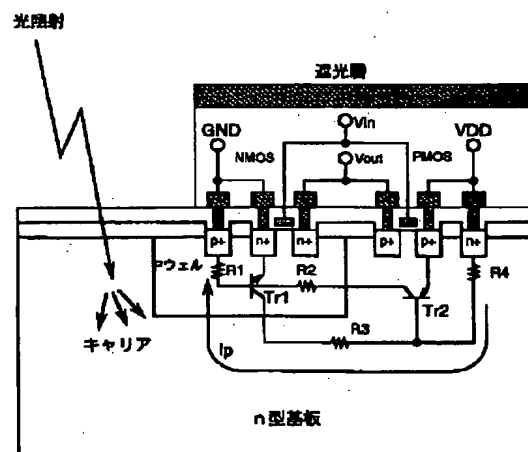 光照射
遮光層
Vin
GND
VDD
NMOS
Vout
PMOS
p+
n+
n+
p+
p+
n+
pウェル
R1
R2
R4
Tr1
Tr2
R3
Ip
キャリア
n型基板